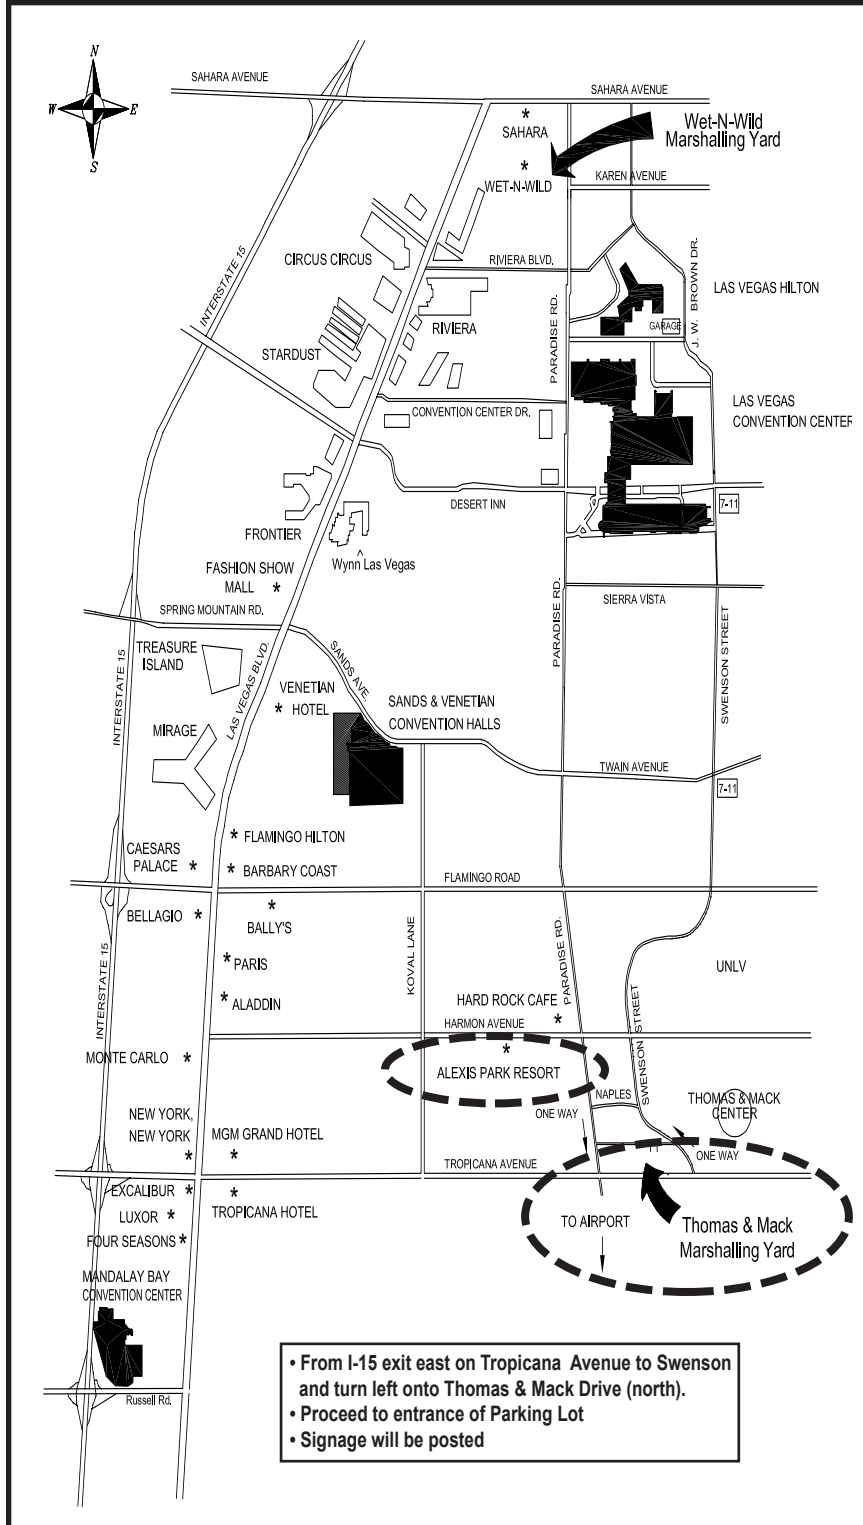 N
W
E
S
SAHARA AVENUE
SAHARA AVENUE
SAHARA
Wet-N-Wild
Marshalling Yard
WET-N-WILD
KAREN AVENUE
INTERSTATE 15
CIRCUS CIRCUS
RIVIERA BLVD.
J. W. BROWN DR.
LAS VEGAS HILTON
GARAGE
RIVIERA
PARADISE RD.
STARDUST
LAS VEGAS
CONVENTION CENTER
CONVENTION CENTER DR.
DESERT INN
7-11
FRONTIER
^
Wynn Las Vegas
FASHION SHOW
MALL
SPRING MOUNTAIN RD.
SIERRA VISTA
PARADISE RD.
SWENSON STREET
TREASURE
ISLAND
INTERSTATE 15
LAS VEGAS BLVD.
SANDS AVE.
VENETIAN
HOTEL
SANDS & VENETIAN
CONVENTION HALLS
MIRAGE
TWAIN AVENUE
7-11
FLAMINGO HILTON
CAESARS
PALACE
BARBARY COAST
FLAMINGO ROAD
BELLAGIO
BALLY'S
KOVAL LANE
PARADISE RD.
INTERSTATE 15
PARIS
UNLV
ALADDIN
HARD ROCK CAFE
HARMON AVENUE
SWENSON STREET
MONTE CARLO
ALEXIS PARK RESORT
NAPLES
THOMAS & MACK
CENTER
NEW YORK,
NEW YORK
MGM GRAND HOTEL
ONE WAY
ONE WAY
TROPICANA AVENUE
EXCALIBUR
LUXOR
TROPICANA HOTEL
FOUR SEASONS
TO AIRPORT
Thomas & Mack
Marshalling Yard
MANDALAY BAY
CONVENTION CENTER
Russell Rd.
• From I-15 exit east on Tropicana Avenue to Swenson
and turn left onto Thomas & Mack Drive (north).
• Proceed to entrance of Parking Lot
• Signage will be posted